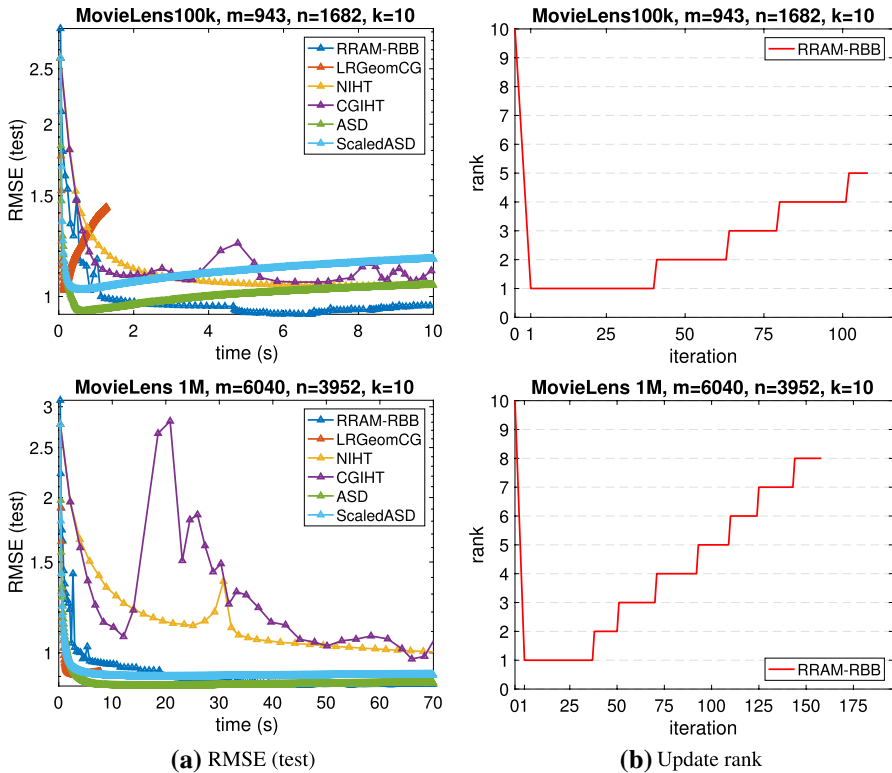 MovieLens100k, m=943, n=1682, k=10
RMSE (test)
2.5
2
1.5
1
RRAM-RBB
LRGeomCG
NIHT
CGIHT
ASD
ScaledASD
0 2 4 6 8 10
time (s)
MovieLens100k, m=943, n=1682, k=10
rank
10
9
8
7
6
5
4
3
2
1
0
RRAM-RBB
0 1 25 50 75 100
iteration
MovieLens 1M, m=6040, n=3952, k=10
RMSE (test)
3
2.5
2
1.5
1
RRAM-RBB
LRGeomCG
NIHT
CGIHT
ASD
ScaledASD
0 10 20 30 40 50 60 70
time (s)
MovieLens 1M, m=6040, n=3952, k=10
rank
10
9
8
7
6
5
4
3
2
1
0
RRAM-RBB
01 25 50 75 100 125 150 175
iteration
(a) RMSE (test)
(b) Update rank